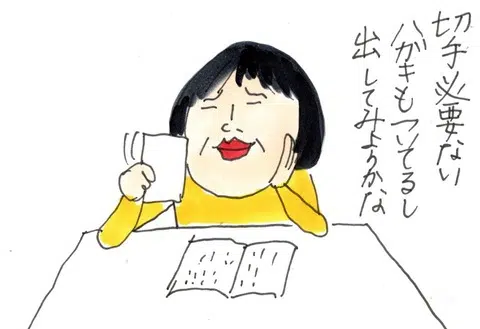 切手必要ない
ハガキもついてるし
出してみようかな